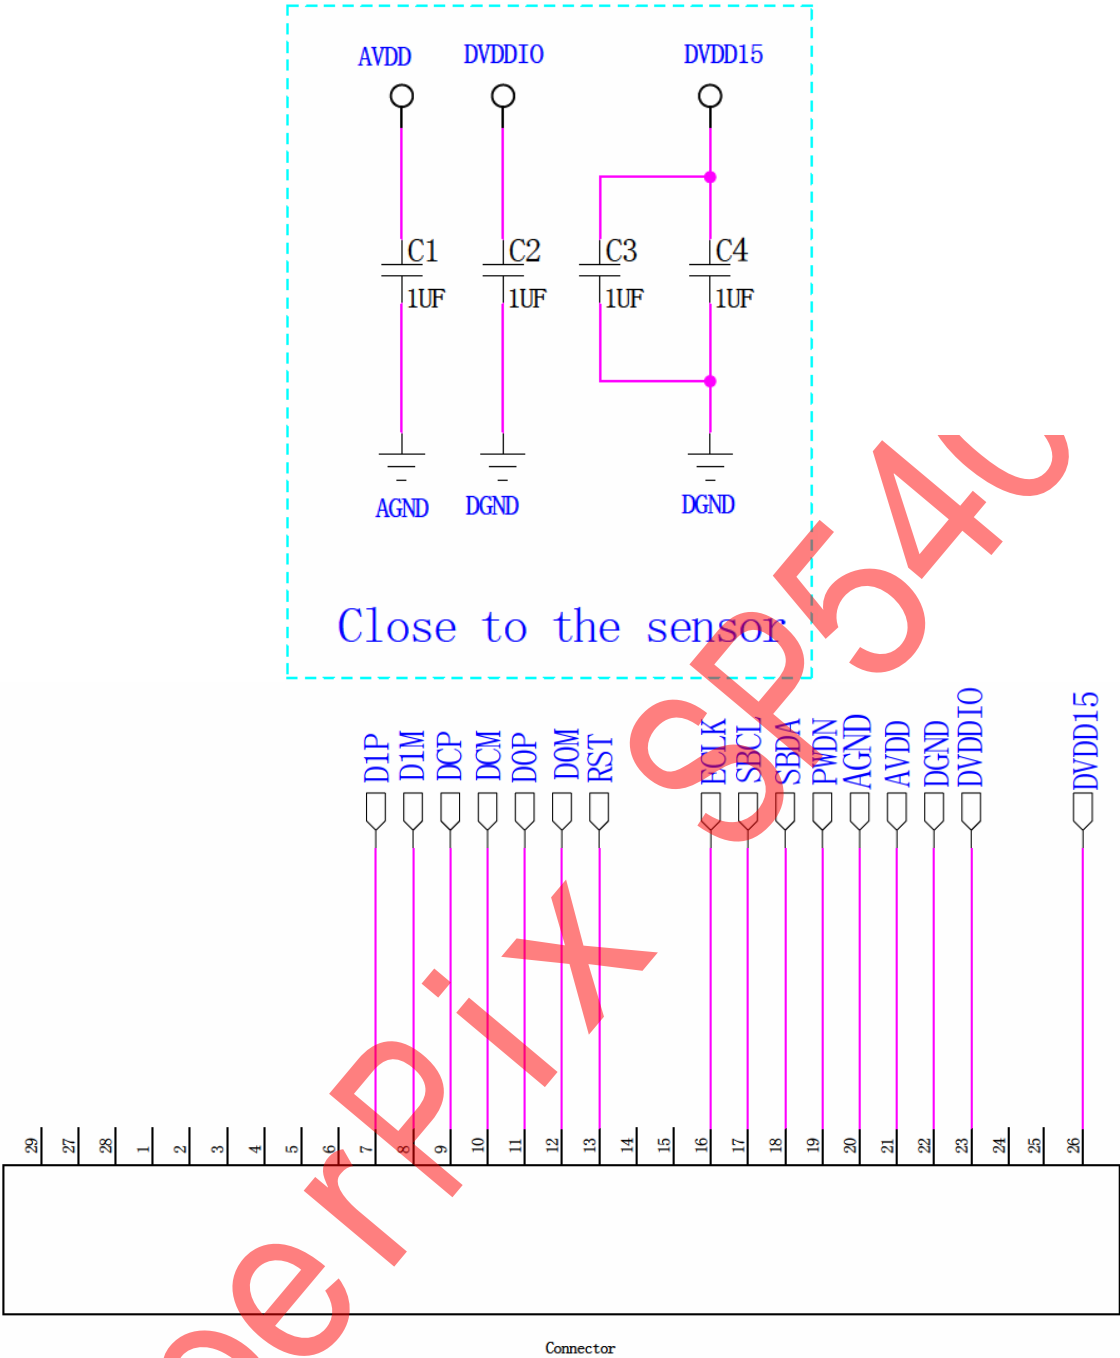 AVDD DVDDIO DVDD15
C1 C2 C3 C4
1UF 1UF 1UF 1UF
AGND DGND DGND
Close to the sensor
D1P D1M DCP DCM D0P D0M RST ECLK SBCL SBDA PWDN AGND AVDD DGND DVDDIO DVDD15
29 27 28 1 2 3 4 5 6 7 8 9 10 11 12 13 14 15 16 17 18 19 20 21 22 23 24 25 26
Connector
erPix SP540